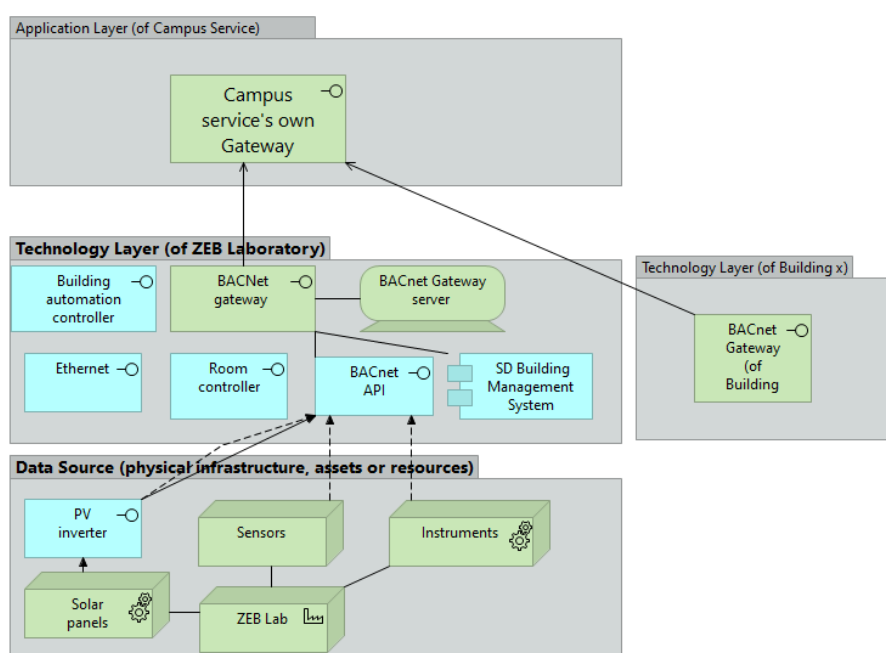 Application Layer (of Campus Service)
Campus
service's own
Gateway
Technology Layer (of ZEB Laboratory)
Building
automation
controller
BACNet
gateway
BACnet Gateway
server
Technology Layer (of Building x)
BACnet
Gateway
(of
Building
Ethernet
Room
controller
BACnet
API
SD Building
Management
System
Data Source (physical infrastructure, assets or resources)
PV
inverter
Sensors
Instruments
Solar
panels
ZEB Lab